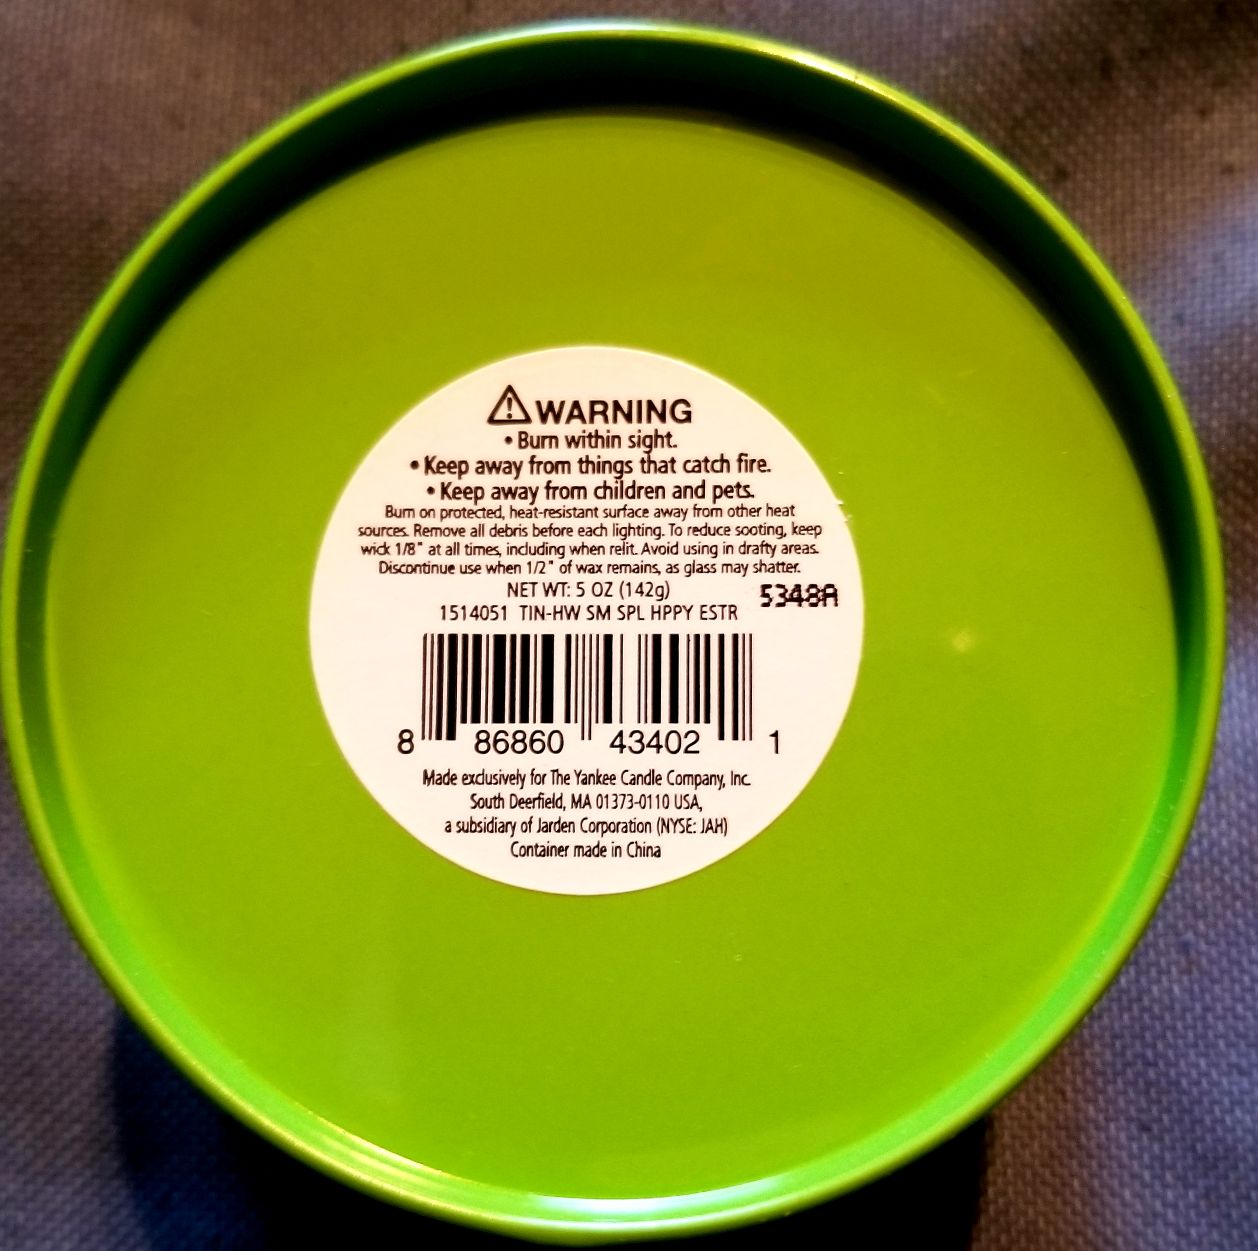 ⚠ WARNING
• Burn within sight.
• Keep away from things that catch fire.
• Keep away from children and pets.
Burn on protected, heat-resistant surface away from other heat
sources. Remove all debris before each lighting. To reduce sooting, keep
wick 1/8" at all times, including when relit. Avoid using in drafty areas.
Discontinue use when 1/2" of wax remains, as glass may shatter.
NET WT: 5 OZ (142g)
5348A
1514051 TIN-HW SM SPL HPPY ESTR
8 86860 43402 1
Made exclusively for The Yankee Candle Company, Inc.
South Deerfield, MA 01373-0110 USA,
a subsidiary of Jarden Corporation (NYSE: JAH)
Container made in China